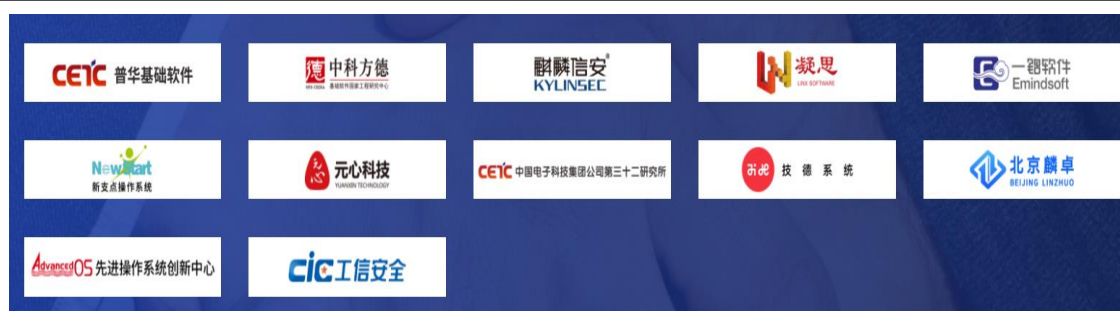 CETC 普华基础软件
德 中科方德
基础软件国家工程研究中心
麒麟信安
KYLINSEC
凝思
LINX SOFTWARE
一铭软件
Emindsoft
NewStart
新支点操作系统
元心 元心科技
YUANXIN TECHNOLOGY
CETC 中国电子科技集团公司第三十二研究所
技德系统
北京麟卓
BEIJING LINZHUO
AdvancedOS 先进操作系统创新中心
CIC 工信安全